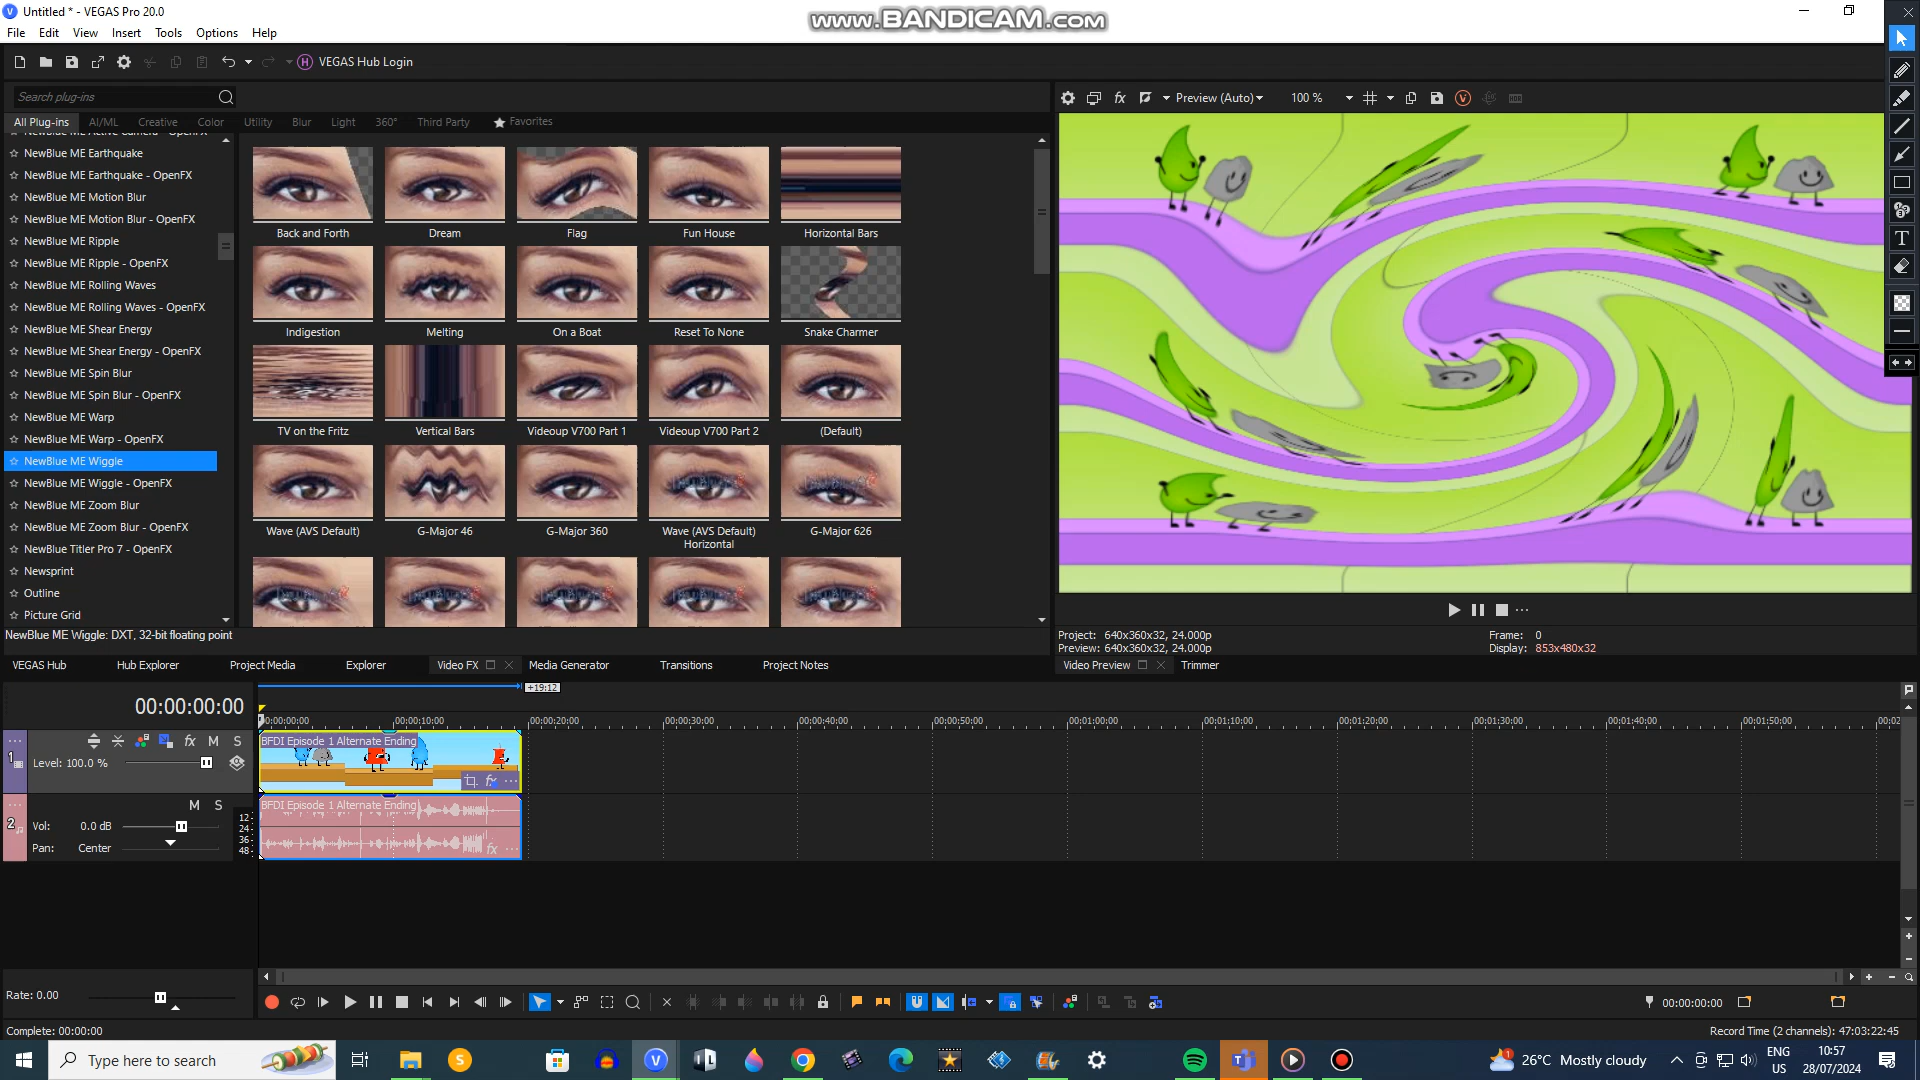 Untitled * - VEGAS Pro 20.0
www.BANDICAM.com
File Edit View Insert Tools Options Help
VEGAS Hub Login
Search plug-ins
All Plug-ins AI/ML Creative Color Utility Blur Light 360° Third Party Favorites
Preview (Auto) 100 %
NewBlue ME Active Camera - OpenFX
NewBlue ME Earthquake
NewBlue ME Earthquake - OpenFX
NewBlue ME Motion Blur
NewBlue ME Motion Blur - OpenFX
NewBlue ME Ripple
NewBlue ME Ripple - OpenFX
NewBlue ME Rolling Waves
NewBlue ME Rolling Waves - OpenFX
NewBlue ME Shear Energy
NewBlue ME Shear Energy - OpenFX
NewBlue ME Spin Blur
NewBlue ME Spin Blur - OpenFX
NewBlue ME Warp
NewBlue ME Warp - OpenFX
NewBlue ME Wiggle
NewBlue ME Wiggle - OpenFX
NewBlue ME Zoom Blur
NewBlue ME Zoom Blur - OpenFX
NewBlue Titler Pro 7 - OpenFX
Newsprint
Outline
Picture Grid
Back and Forth Dream Flag Fun House Horizontal Bars
Indigestion Melting On a Boat Reset To None Snake Charmer
TV on the Fritz Vertical Bars Videoup V700 Part 1 Videoup V700 Part 2 (Default)
Wave (AVS Default) G-Major 46 G-Major 360 Wave (AVS Default) Horizontal G-Major 626
NewBlue ME Wiggle: DXT, 32-bit floating point
Project: 640x360x32, 24.000p Frame: 0
Preview: 640x360x32, 24.000p Display: 853x480x32
VEGAS Hub Hub Explorer Project Media Explorer Video FX Media Generator Transitions Project Notes
Video Preview Trimmer
+19:12
00:00:00:00
00:00:00:00 00:00:10:00 00:00:20:00 00:00:30:00 00:00:40:00 00:00:50:00 00:01:00:00 00:01:10:00 00:01:20:00 00:01:30:00 00:01:40:00 00:01:50:00 00:02
1 fx M S
Level: 100.0 %
BFDI Episode 1 Alternate Ending
fx
2 M S
Vol: 0.0 dB
Pan: Center
12
24
36
48
BFDI Episode 1 Alternate Ending
fx
Rate: 0.00
00:00:00:00
Complete: 00:00:00
Record Time (2 channels): 47:03:22:45
Type here to search
26°C Mostly cloudy
ENG
US
10:57
28/07/2024